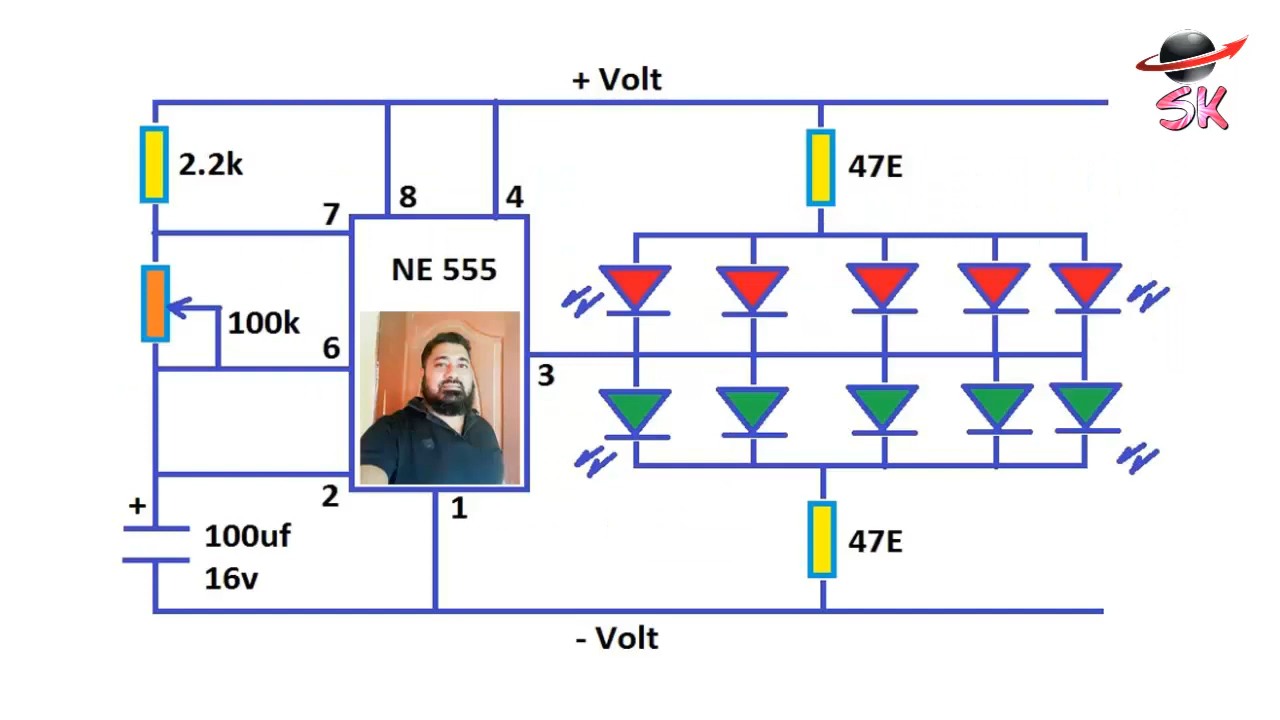 + Volt
SK
2.2k
47E
8
4
7
NE 555
100k
6
3
2
+
1
100uf
16v
47E
- Volt